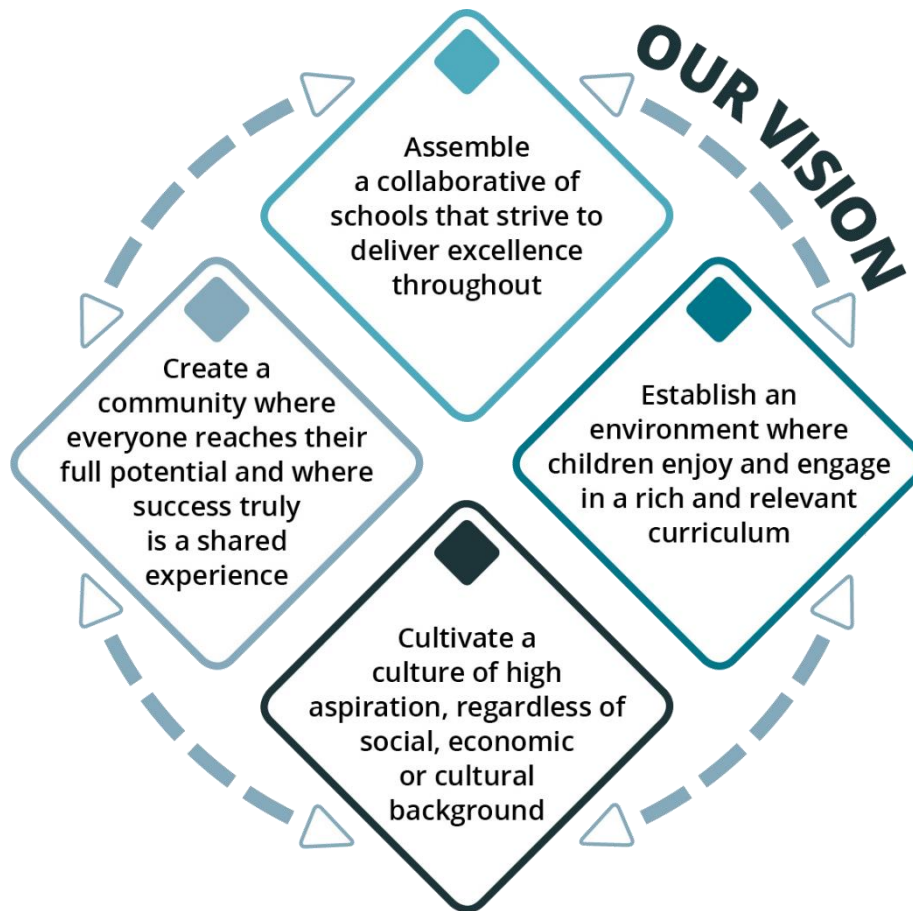 OUR VISION
Assemble
a collaborative of
schools that strive to
deliver excellence
throughout
Establish an
environment where
children enjoy and engage
in a rich and relevant
curriculum
Cultivate a
culture of high
aspiration, regardless of
social, economic
or cultural
background
Create a
community where
everyone reaches their
full potential and where
success truly
is a shared
experience